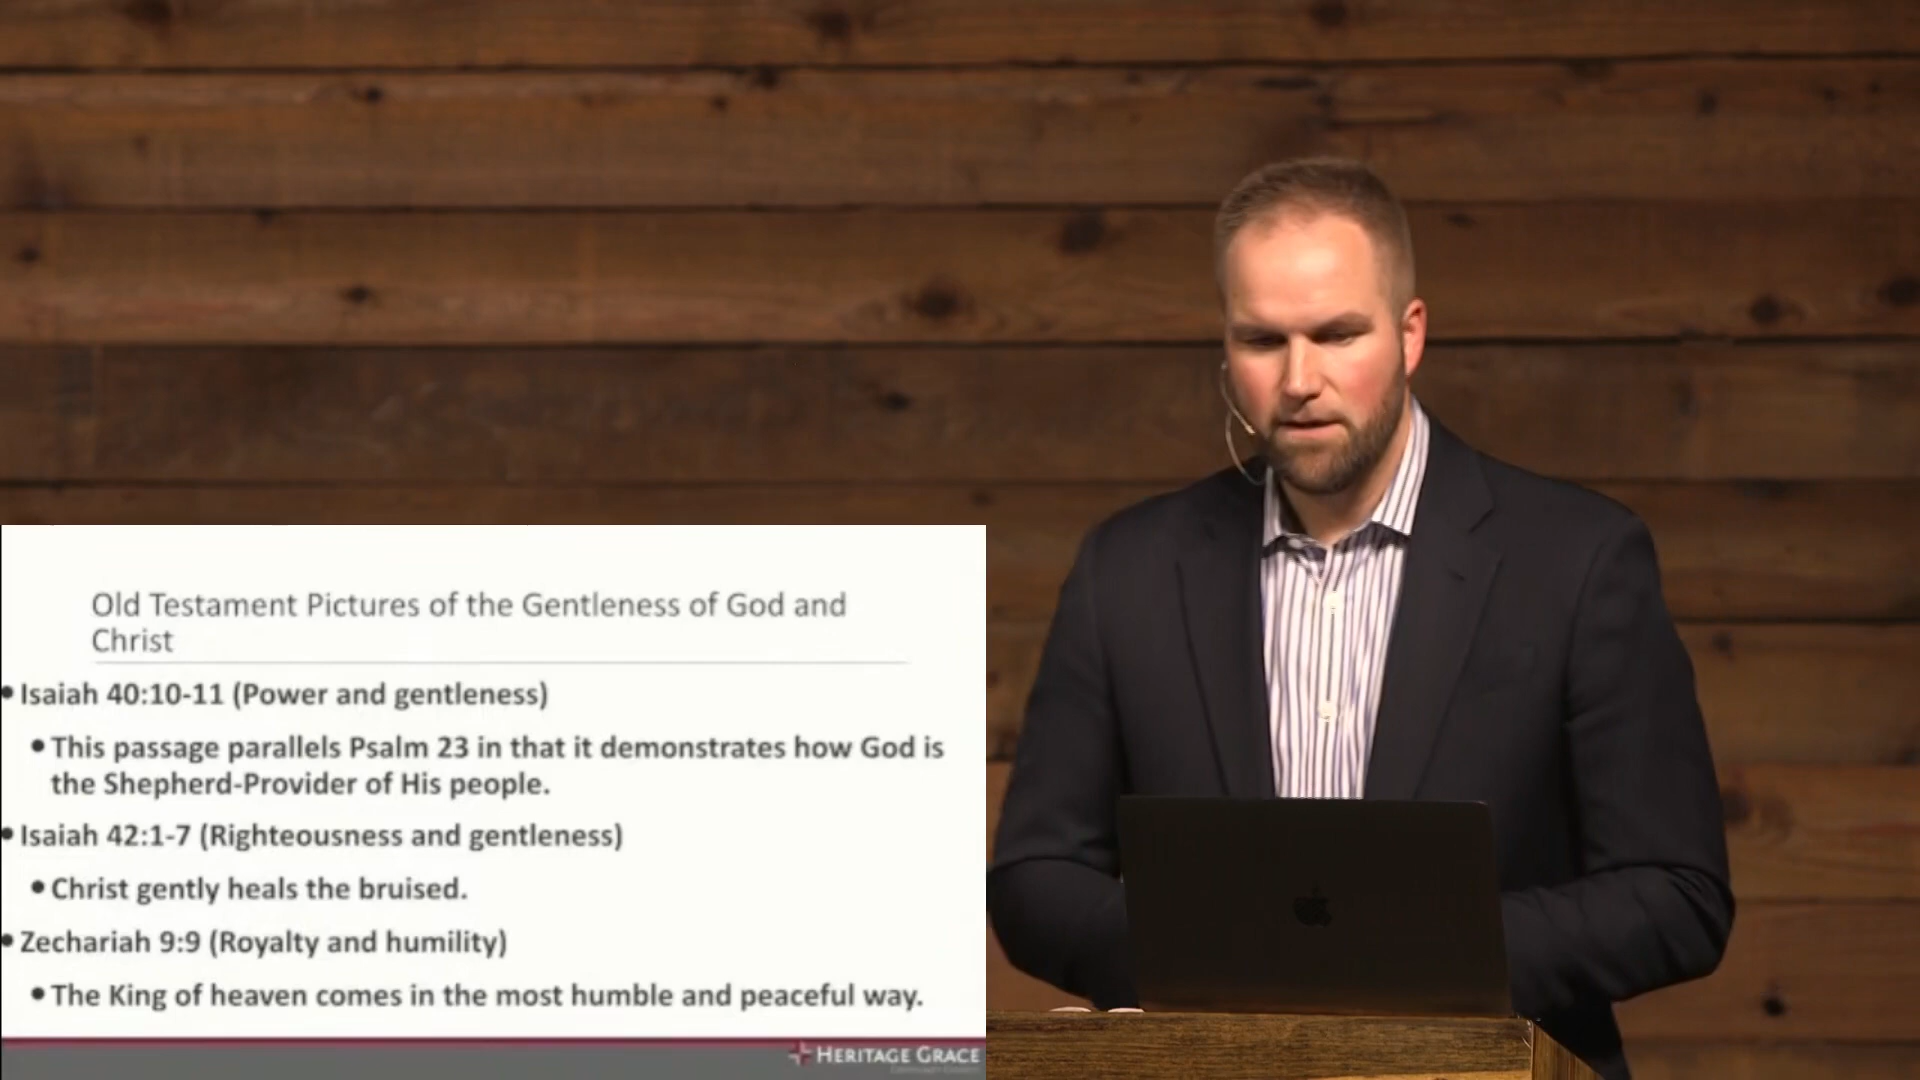 Old Testament Pictures of the Gentleness of God and
Christ
• Isaiah 40:10-11 (Power and gentleness)
• This passage parallels Psalm 23 in that it demonstrates how God is
the Shepherd-Provider of His people.
• Isaiah 42:1-7 (Righteousness and gentleness)
• Christ gently heals the bruised.
• Zechariah 9:9 (Royalty and humility)
• The King of heaven comes in the most humble and peaceful way.
HERITAGE GRACE